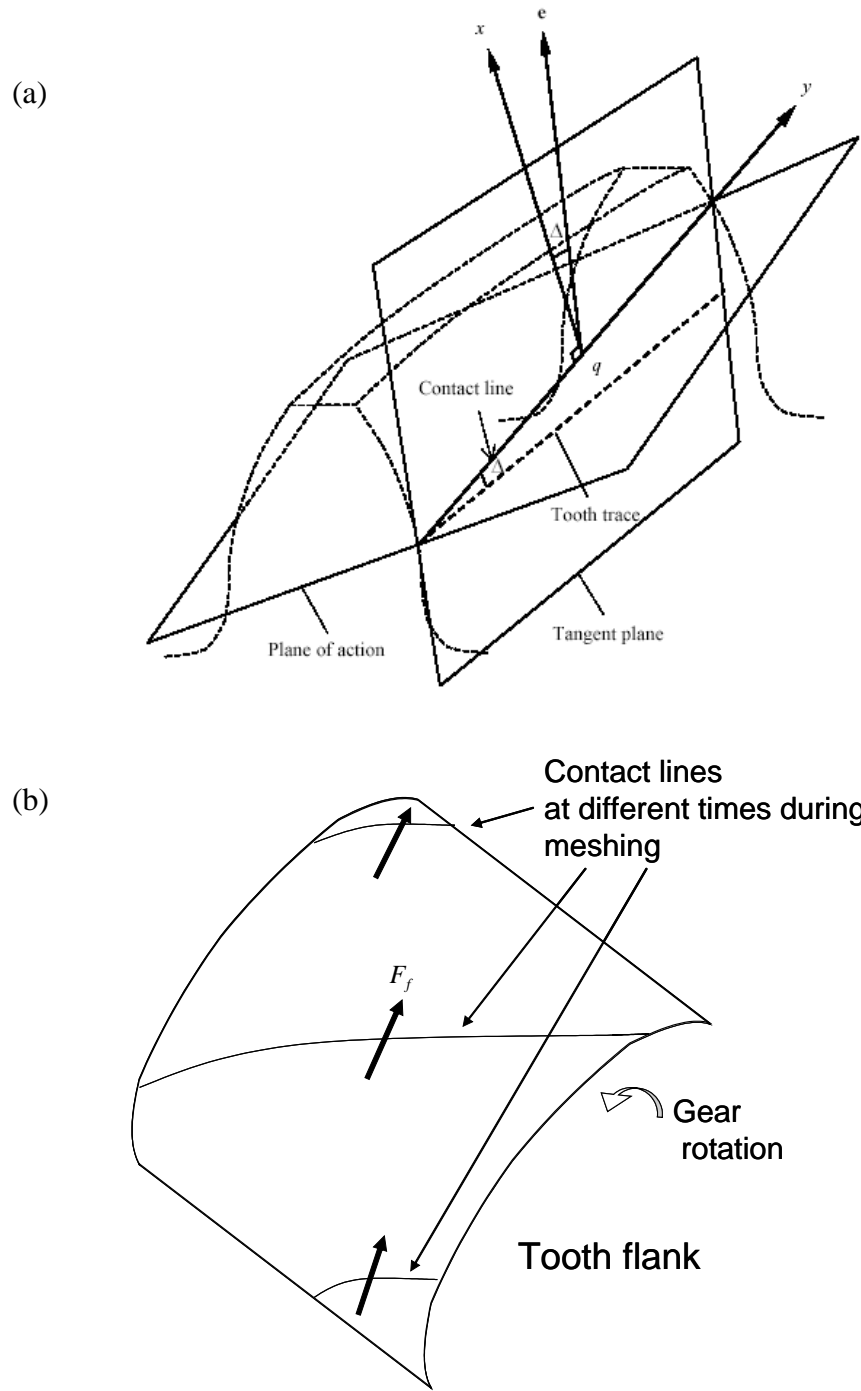 (a)
x
e
y
Δ
q
Contact line
Δ
Tooth trace
Plane of action
Tangent plane
(b)
Contact lines
at different times during
meshing
F_f
Gear
rotation
Tooth flank